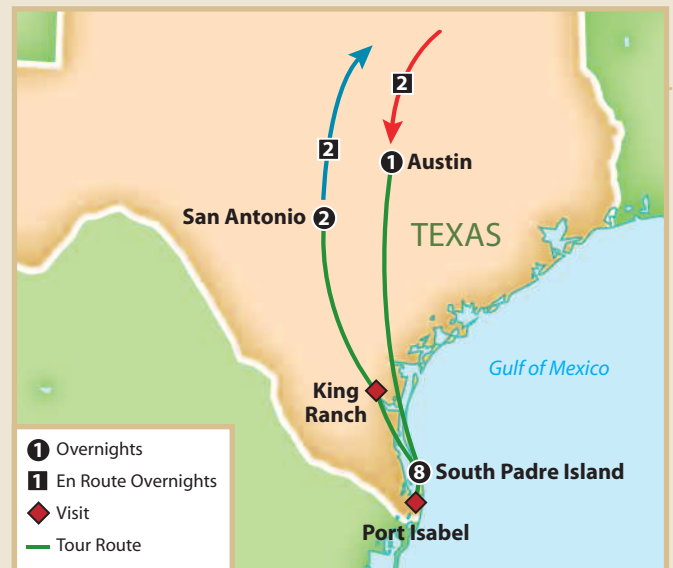 2
2
1 Austin
San Antonio 2
TEXAS
Gulf of Mexico
King
Ranch
8 South Padre Island
Port Isabel
1 Overnights
1 En Route Overnights
Visit
Tour Route